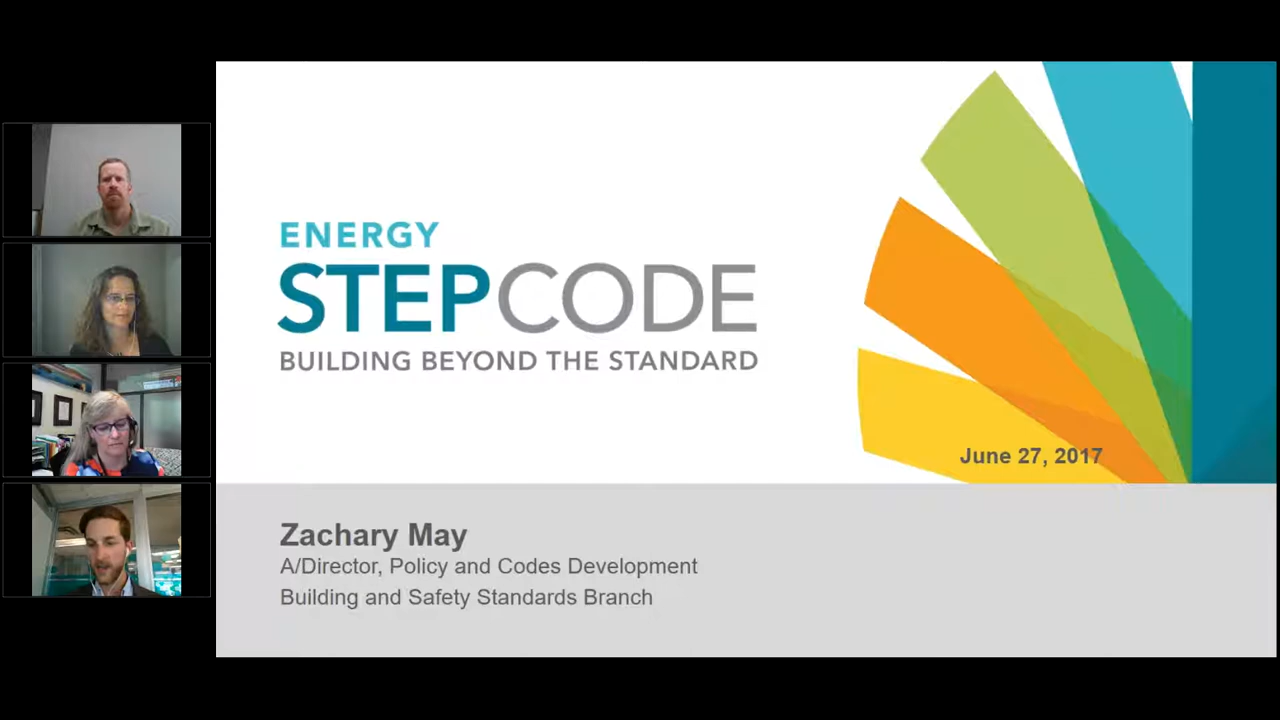 ENERGY
STEPCODE
BUILDING BEYOND THE STANDARD
June 27, 2017
Zachary May
A/Director, Policy and Codes Development
Building and Safety Standards Branch